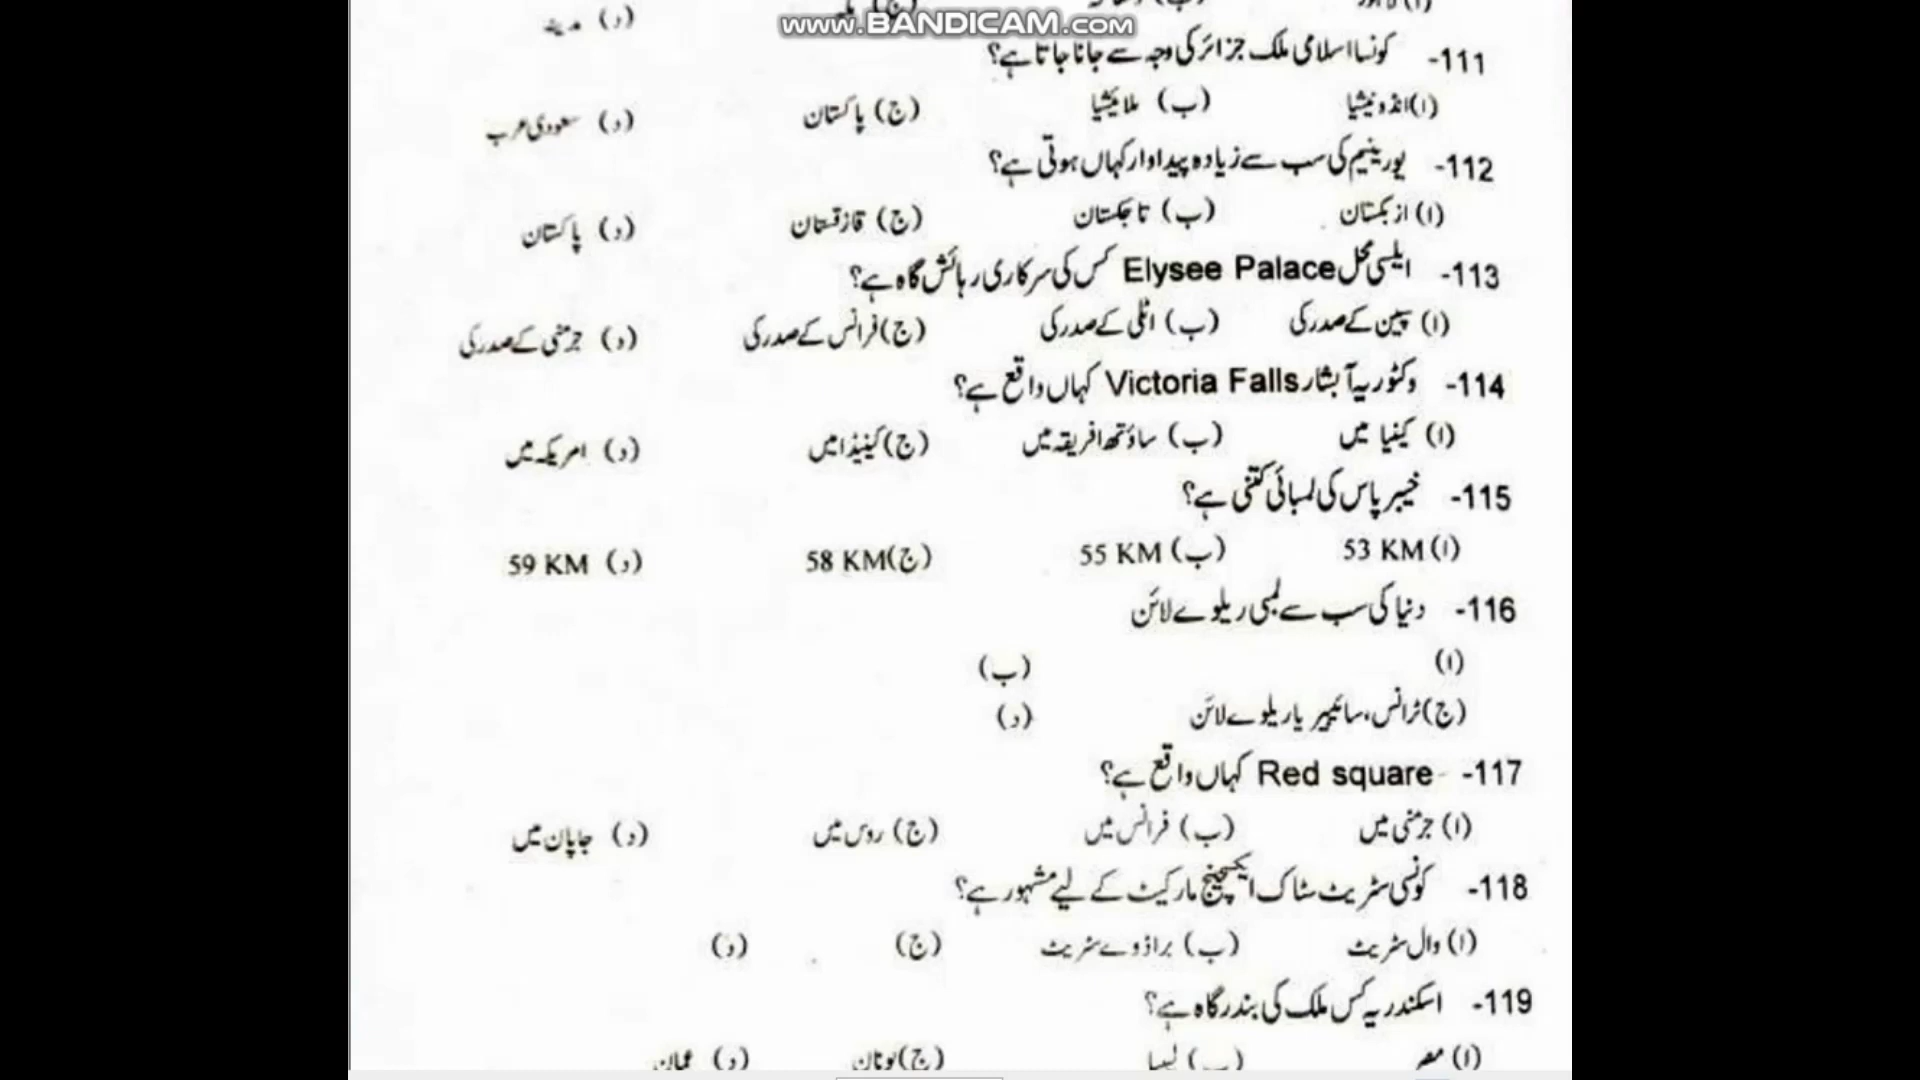 (د) مدینہ
www.BANDICAM.com
111- کونسا اسلامی ملک جزائر کی وجہ سے جانا جاتا ہے؟
(ا) انڈونیشیا (ب) ملائیشیا (ج) پاکستان (د) سعودی عرب
112- یورینیم کی سب سے زیادہ پیداوار کہاں ہوتی ہے؟
(ا) ازبکستان (ب) تاجکستان (ج) قازقستان (د) پاکستان
113- ایلسی محل Elysee Palace کس کی سرکاری رہائش گاہ ہے؟
(ا) سپین کے صدر کی (ب) اٹلی کے صدر کی (ج) فرانس کے صدر کی (د) جرمنی کے صدر کی
114- وکٹوریہ آبشار Victoria Falls کہاں واقع ہے؟
(ا) کینیا میں (ب) ساؤتھ افریقہ میں (ج) کینیڈا میں (د) امریکہ میں
115- خیبر پاس کی لمبائی کتنی ہے؟
(ا) 53 KM (ب) 55 KM (ج) 58 KM (د) 59 KM
116- دنیا کی سب سے لمبی ریلوے لائن
(ا) (ب)
(ج) ٹرانس، سائیبیریا ریلوے لائن (د)
117- Red square کہاں واقع ہے؟
(ا) جرمنی میں (ب) فرانس میں (ج) روس میں (د) جاپان میں
118- کونسی سٹریٹ سٹاک ایکسچینج مارکیٹ کے لیے مشہور ہے؟
(ا) وال سٹریٹ (ب) براڈوے سٹریٹ (ج) (د)
119- اسکندریہ کس ملک کی بندرگاہ ہے؟
(ا) مصر (ب) لیبیا (ج) یونان (د) عمان